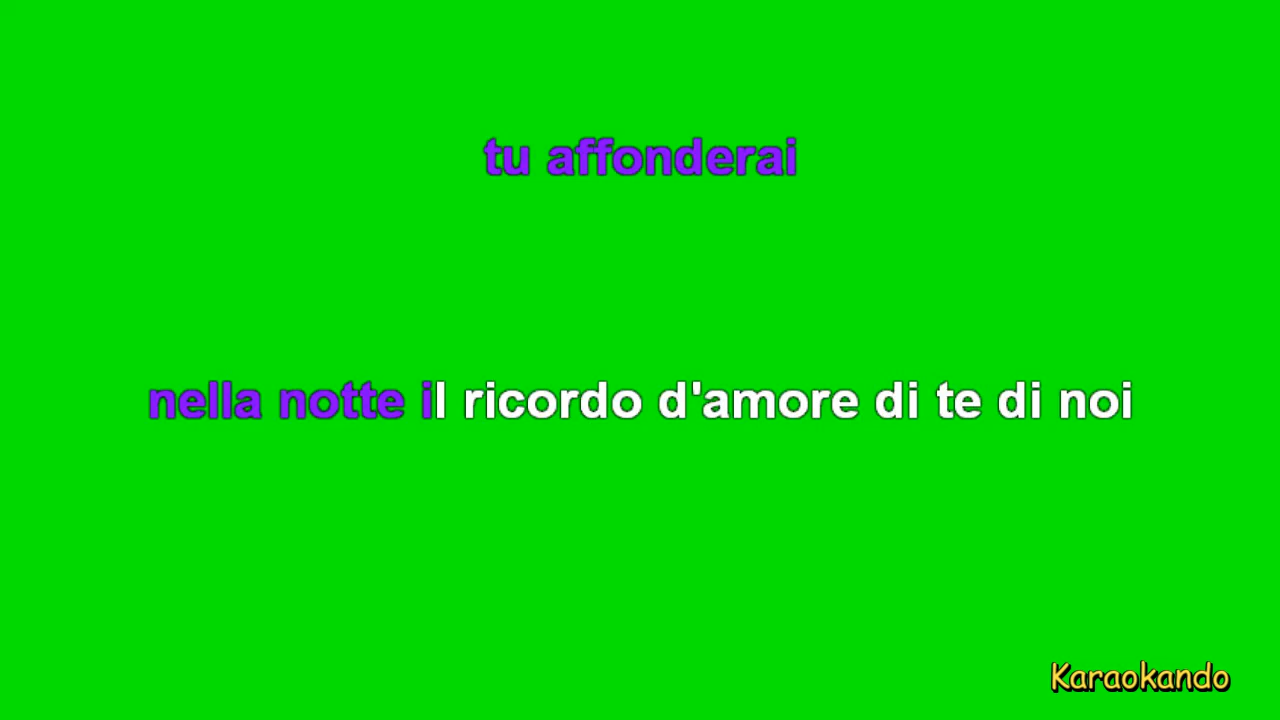 tu affonderai
nella notte il ricordo d'amore di te di noi
Karaokando